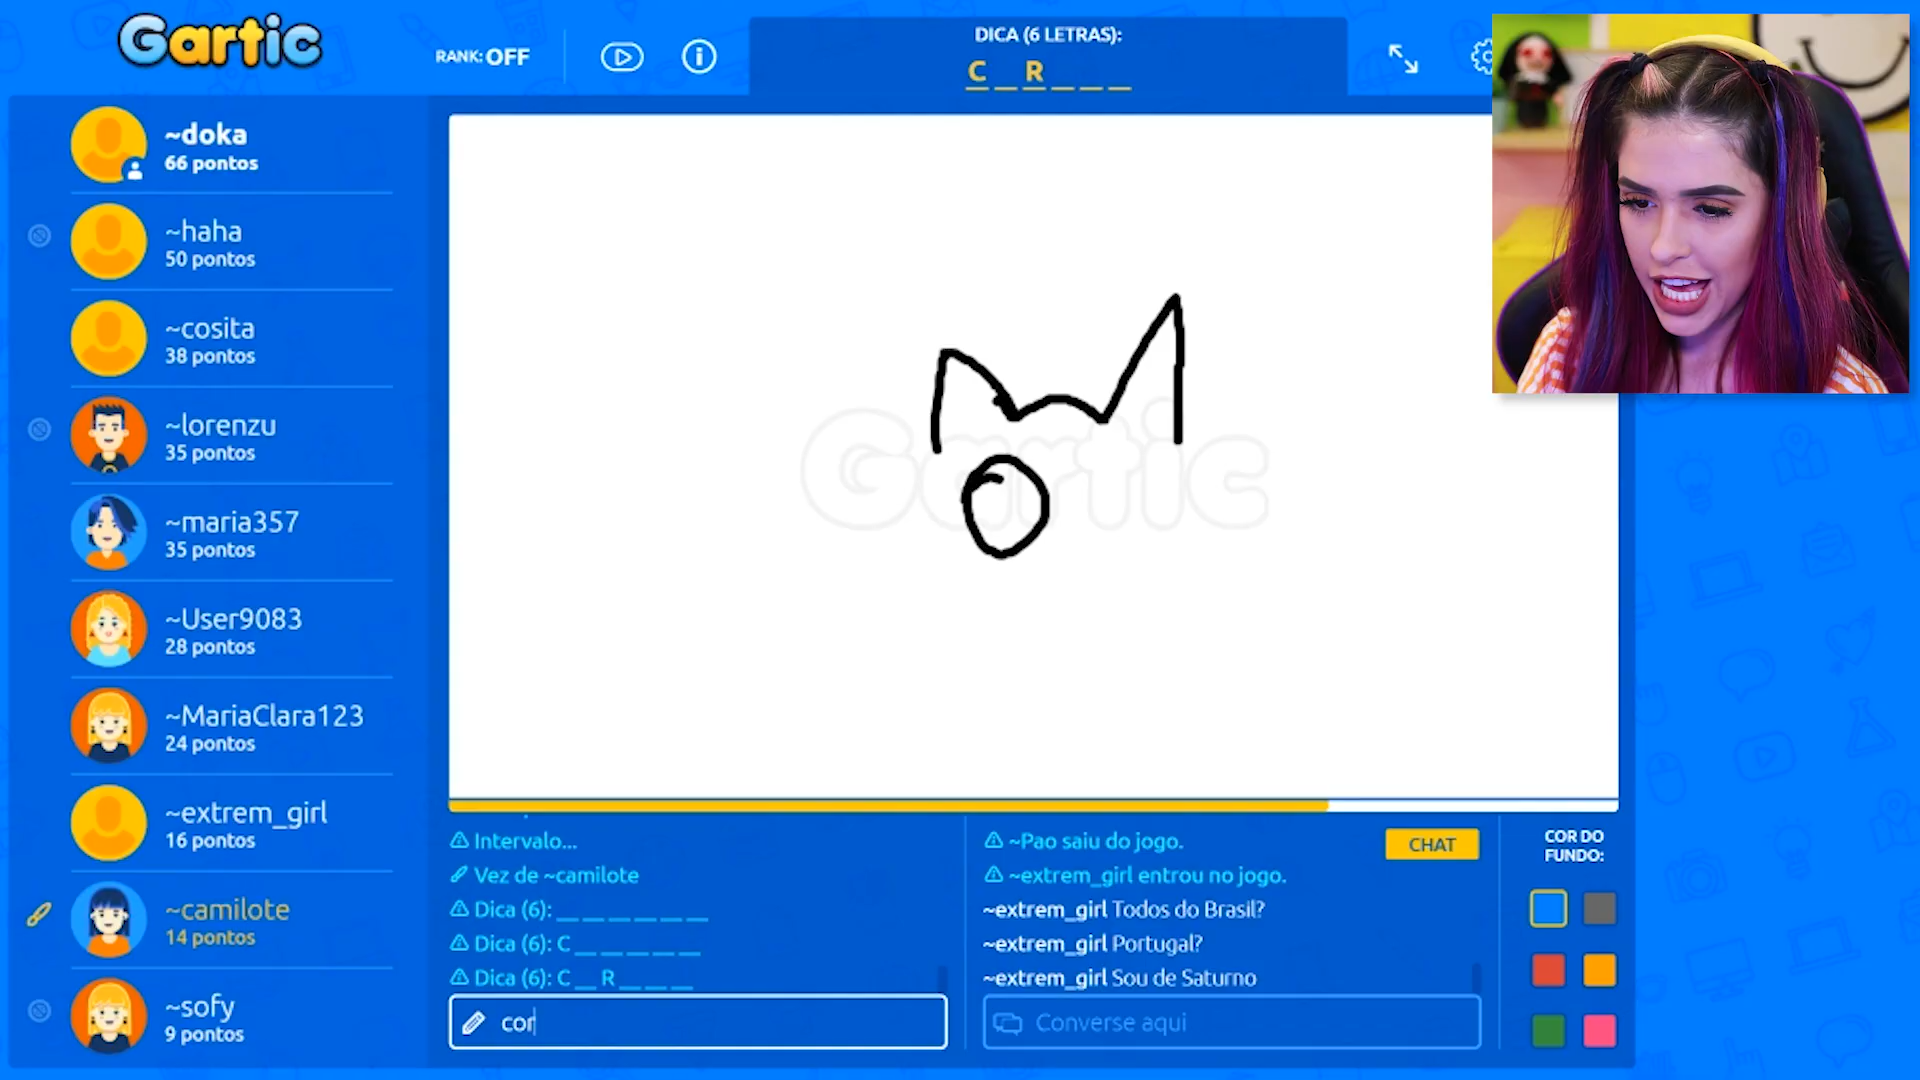 Gartic
RANK: OFF
DICA (6 LETRAS):
C _ R _ _ _
~doka
66 pontos
~haha
50 pontos
~cosita
38 pontos
~lorenzu
35 pontos
~maria357
35 pontos
~User9083
28 pontos
~MariaClara123
24 pontos
~extrem_girl
16 pontos
~camilote
14 pontos
~sofy
9 pontos
Gartic
Intervalo...
Vez de ~camilote
Dica (6): _ _ _ _ _ _
Dica (6): C _ _ _ _ _
Dica (6): C _ R _ _ _
cor
~Pao saiu do jogo.
~extrem_girl entrou no jogo.
~extrem_girl Todos do Brasil?
~extrem_girl Portugal?
~extrem_girl Sou de Saturno
Converse aqui
CHAT
COR DO
FUNDO: